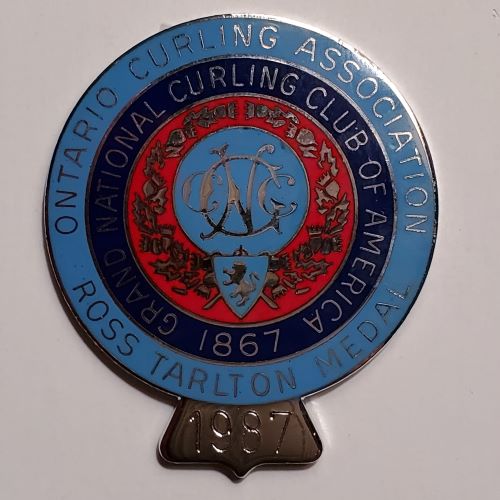 ONTARIO CURLING ASSOCIATION
ROSS TARLTON MEDAL
GRAND NATIONAL CURLING CLUB OF AMERICA
1867
1987